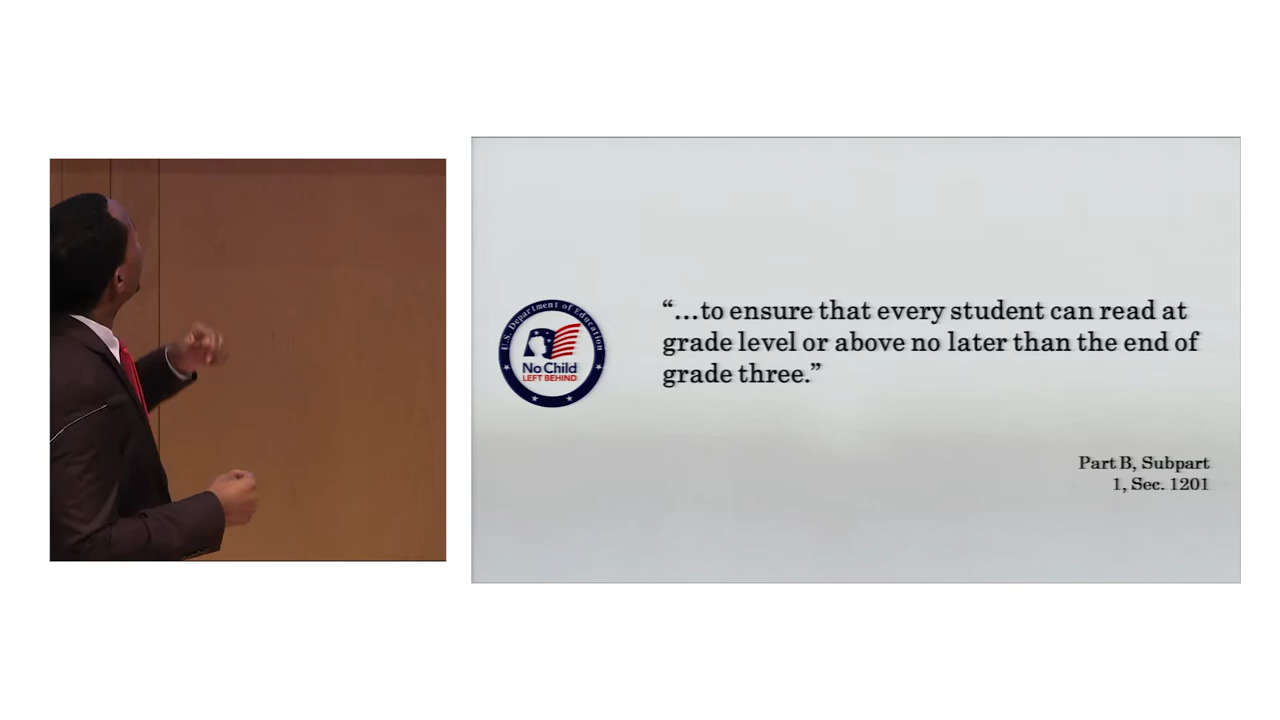 U.S. Department of Education
No Child
LEFT BEHIND
“...to ensure that every student can read at
grade level or above no later than the end of
grade three.”
Part B, Subpart
1, Sec. 1201